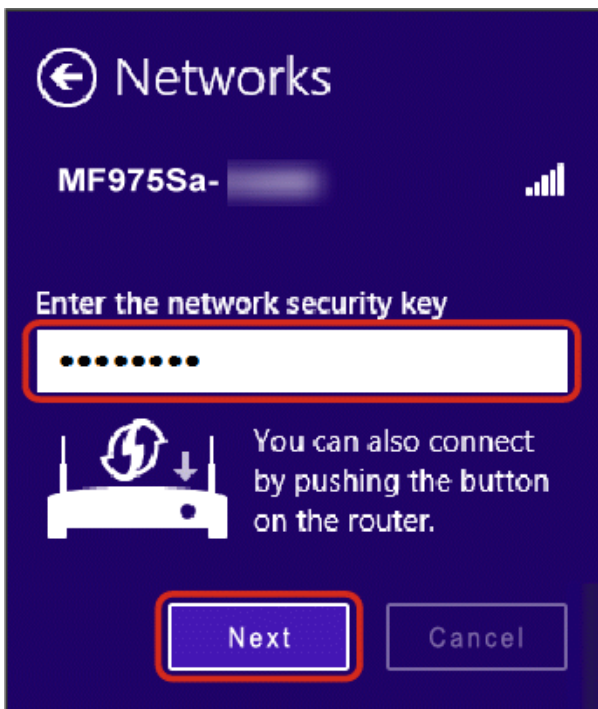 Networks
MF975Sa-
Enter the network security key
••••••••
You can also connect
by pushing the button
on the router.
Next
Cancel